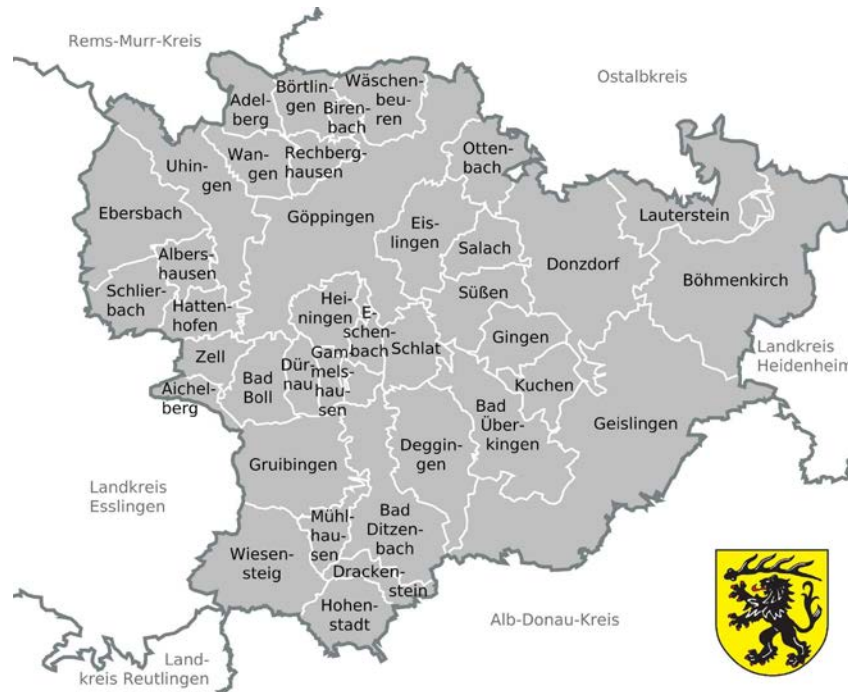 Rems-Murr-Kreis
Ostalbkreis
Adel-
berg
Börtlin-
gen
Biren-
bach
Wäschen-
beu-
ren
Uhin-
gen
Wan-
gen
Rechberg-
hausen
Otten-
bach
Ebersbach
Göppingen
Eis-
lingen
Lauterstein
Albers-
hausen
Salach
Donzdorf
Böhmenkirch
Schlier-
bach
Hatten-
hofen
Hei-
ningen
E-
schen-
bach
Süßen
Schlat
Gingen
Landkreis
Heidenheim
Zell
Aichel-
berg
Bad
Boll
Dür-
nau
Gam-
mels-
hau-
sen
Kuchen
Bad
Über-
kingen
Geislingen
Deggin-
gen
Gruibingen
Landkreis
Esslingen
Mühl-
hau-
sen
Bad
Ditzen-
bach
Wiesen-
steig
Dracken-
stein
Hohen-
stadt
Alb-Donau-Kreis
Land-
kreis Reutlingen